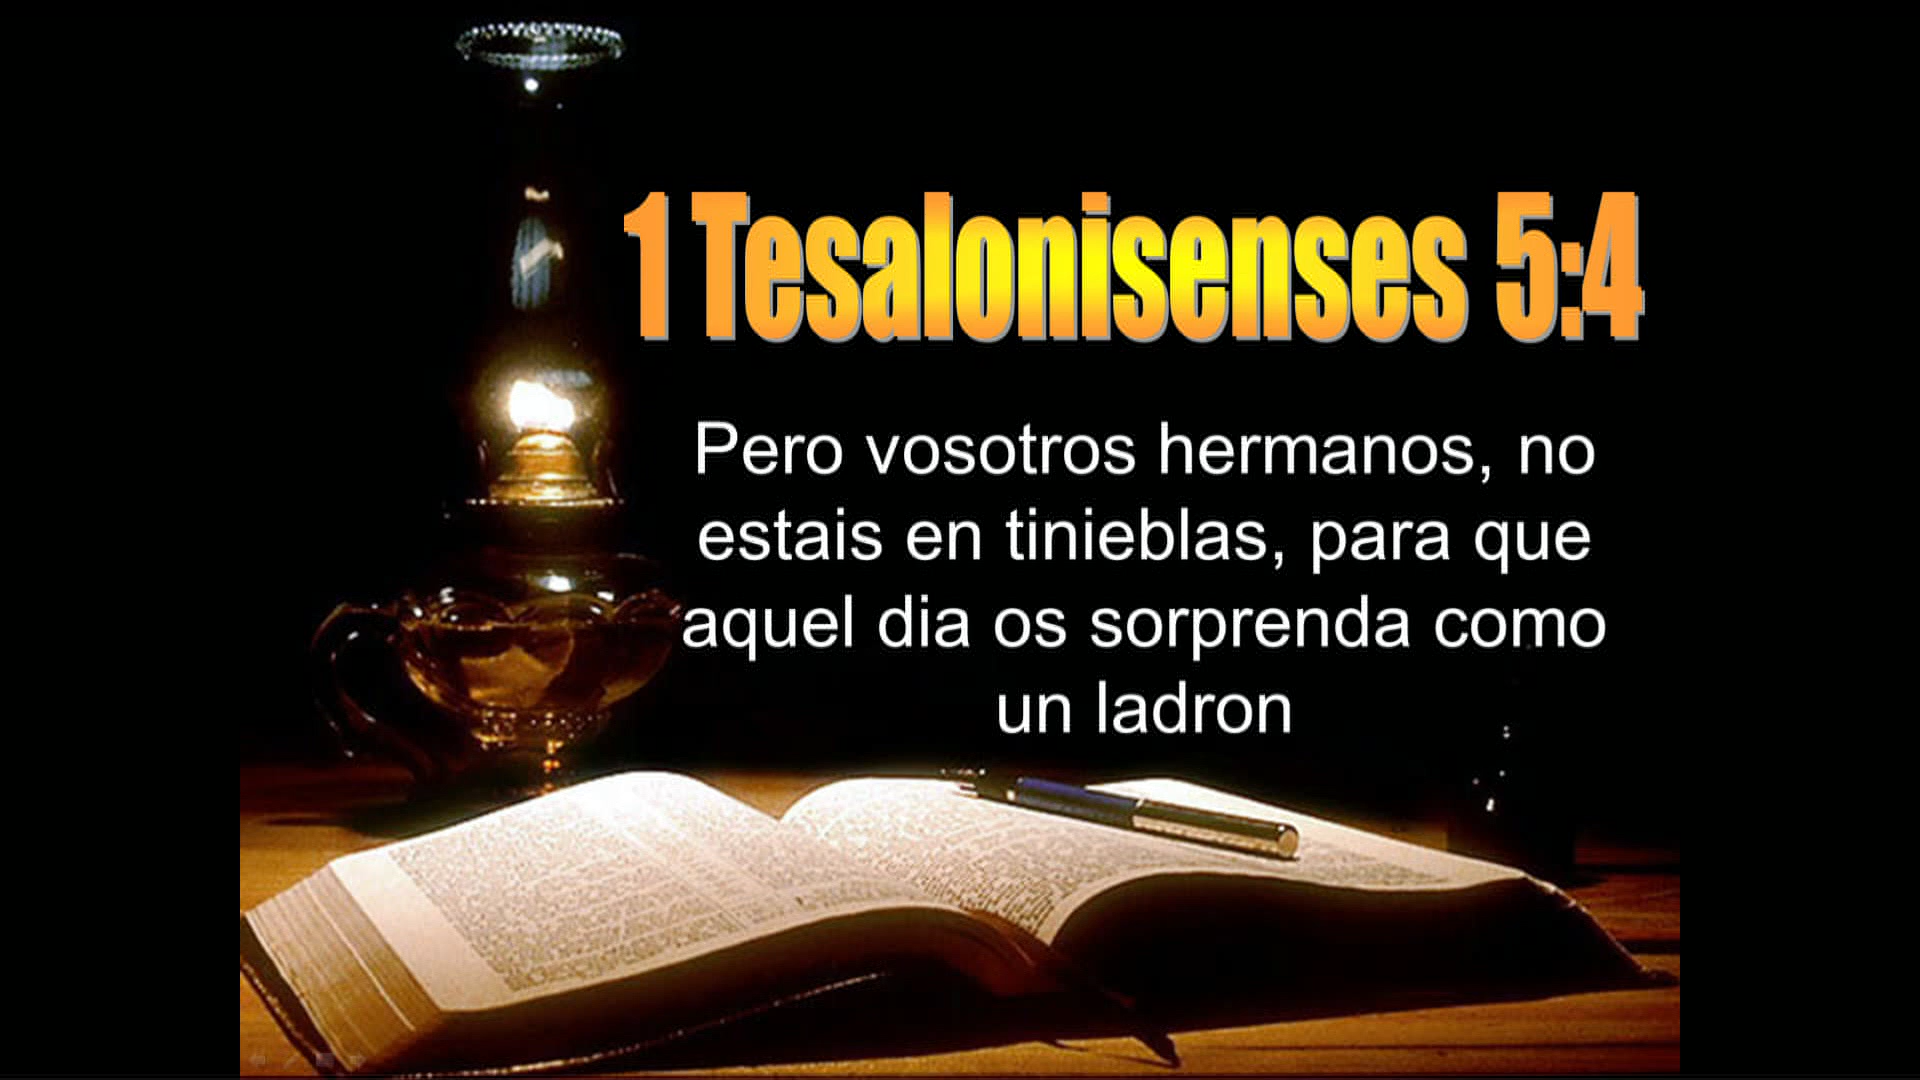 1 Tesalonisenses 5:4
Pero vosotros hermanos, no
estais en tinieblas, para que
aquel dia os sorprenda como
un ladron